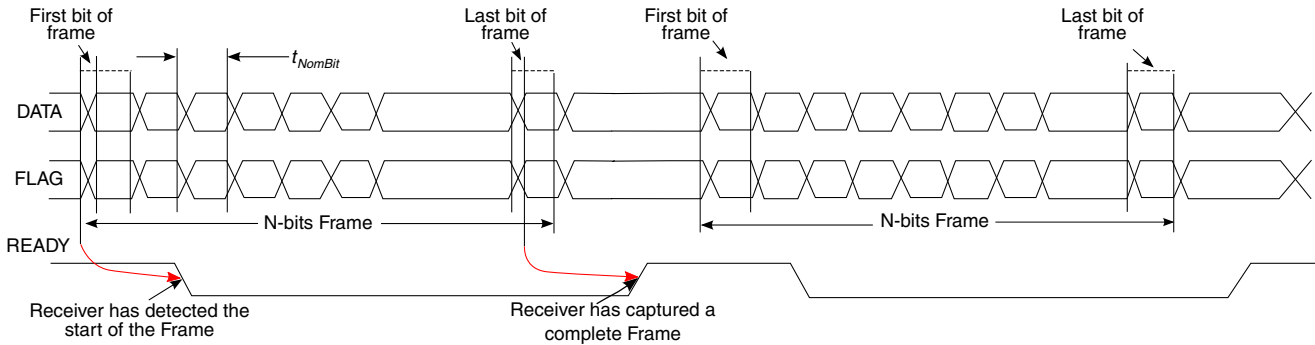 First bit of
frame
t_NomBit
Last bit of
frame
First bit of
frame
Last bit of
frame
DATA
FLAG
N-bits Frame
N-bits Frame
READY
Receiver has detected the
start of the Frame
Receiver has captured a
complete Frame